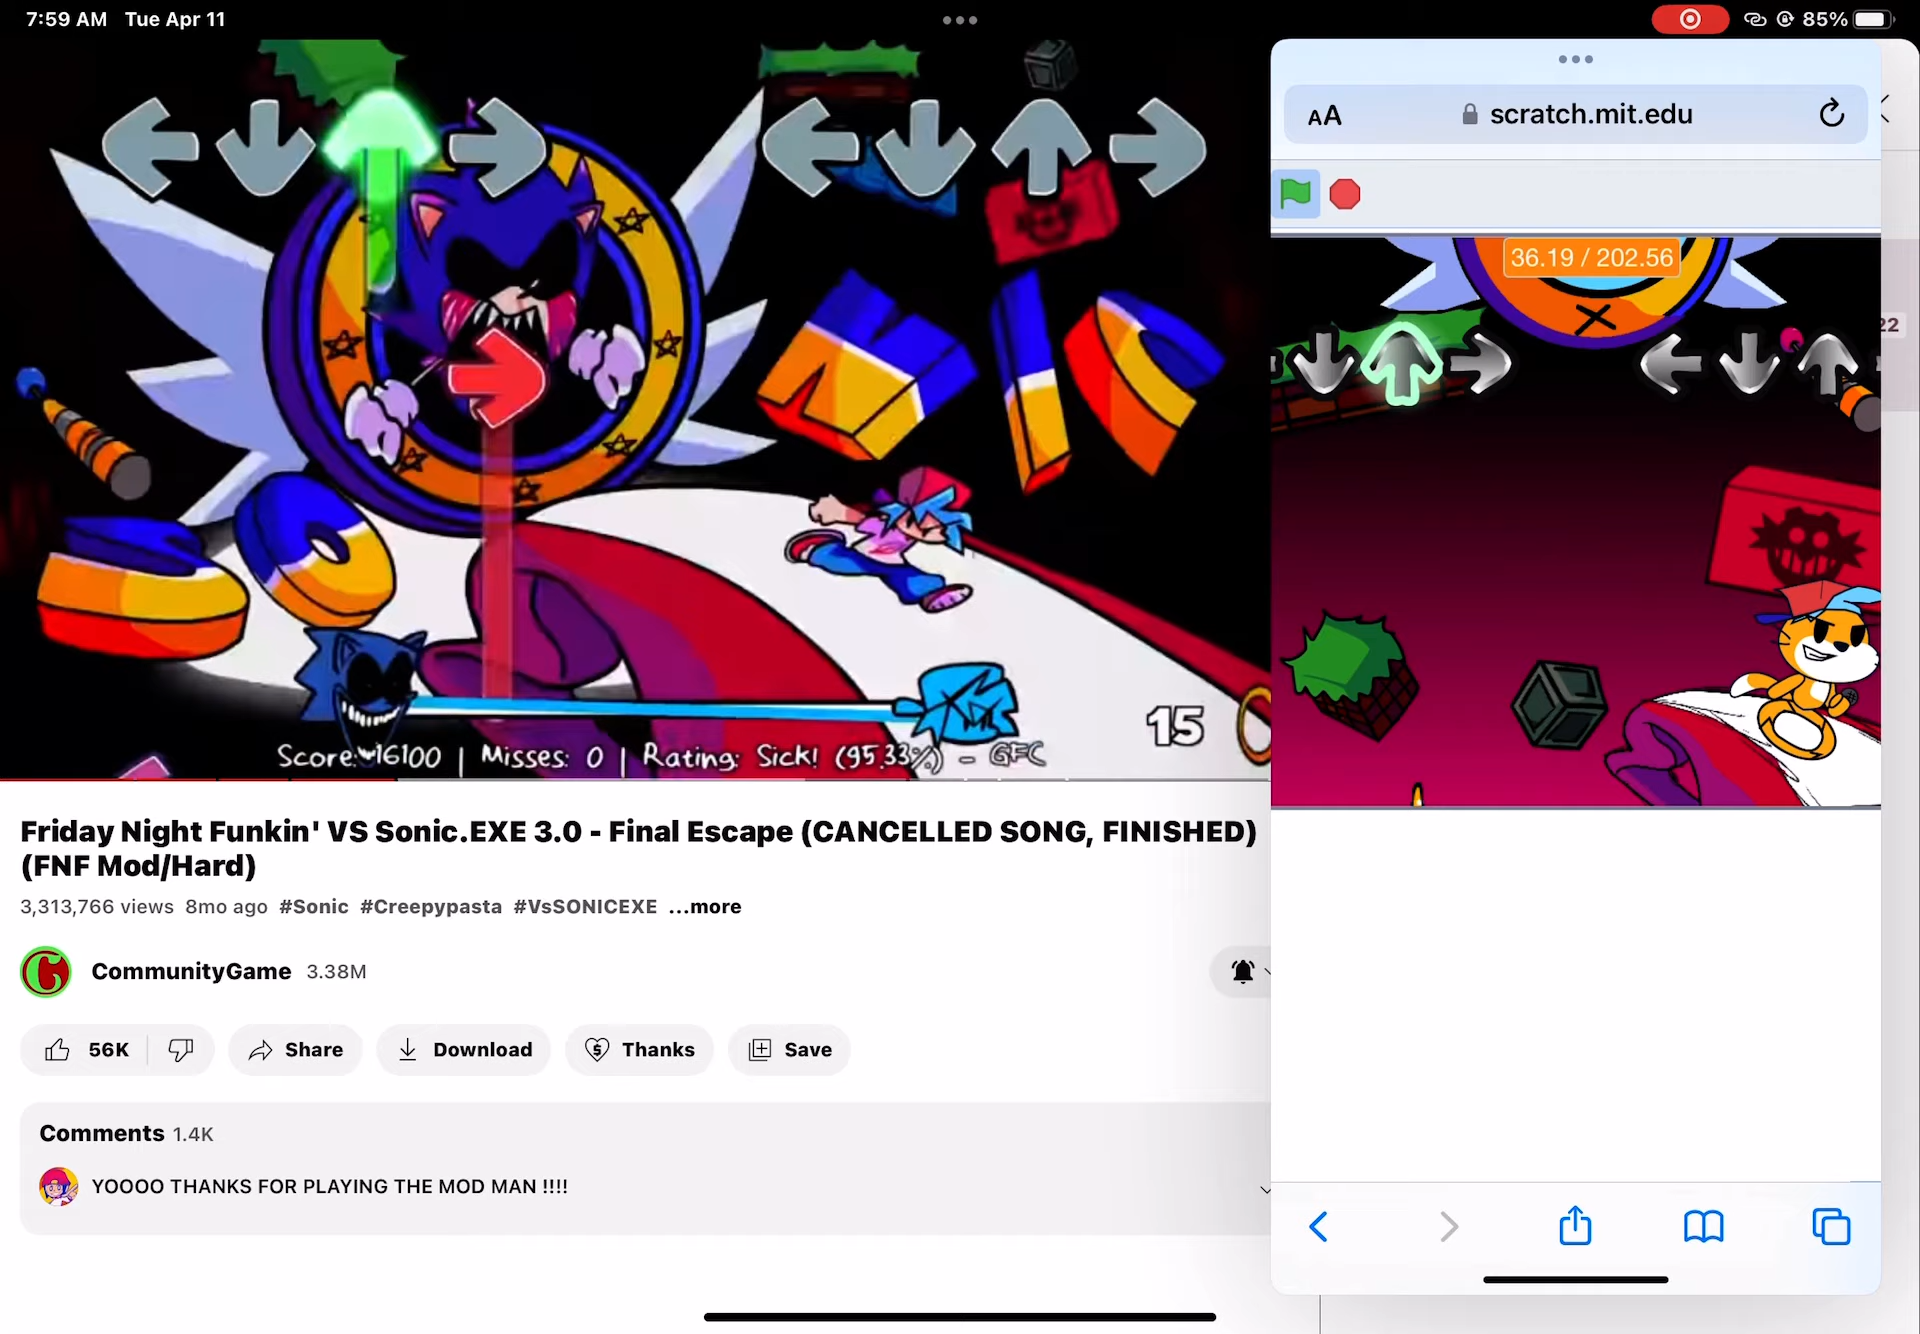 7:59 AM Tue Apr 11
85%
AA scratch.mit.edu
36.19 / 202.56
22
15
Score: -16100 | Misses: 0 | Rating: Sick! (95.33%) - GFC
Friday Night Funkin' VS Sonic.EXE 3.0 - Final Escape (CANCELLED SONG, FINISHED)
(FNF Mod/Hard)
3,313,766 views 8mo ago #Sonic #Creepypasta #VsSONICEXE ...more
CommunityGame 3.38M
56K Share Download Thanks Save
Comments 1.4K
YOOOO THANKS FOR PLAYING THE MOD MAN !!!!